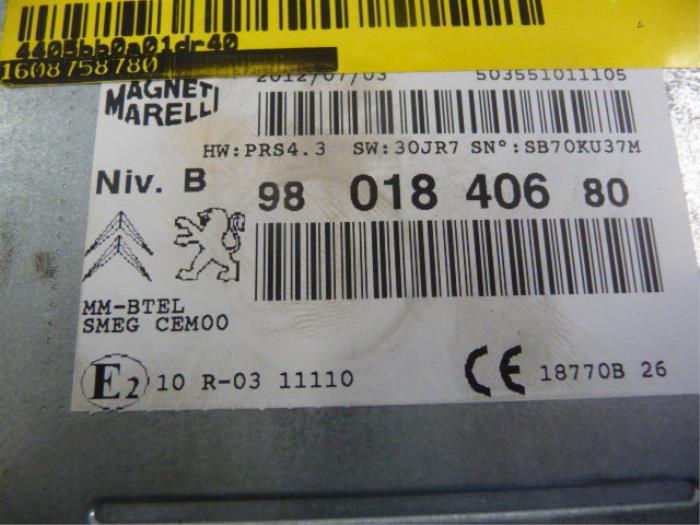 4405bb0a01dr40
1608758780
2012/07/03 503551011105
MAGNETI
MARELLI
HW:PRS4.3 SW:30JR7 SNº:SB70KU37M
Niv. B 98 018 406 80
MM-BTEL
SMEG CEM00
E2 10 R-03 11110 CE 18770B 26